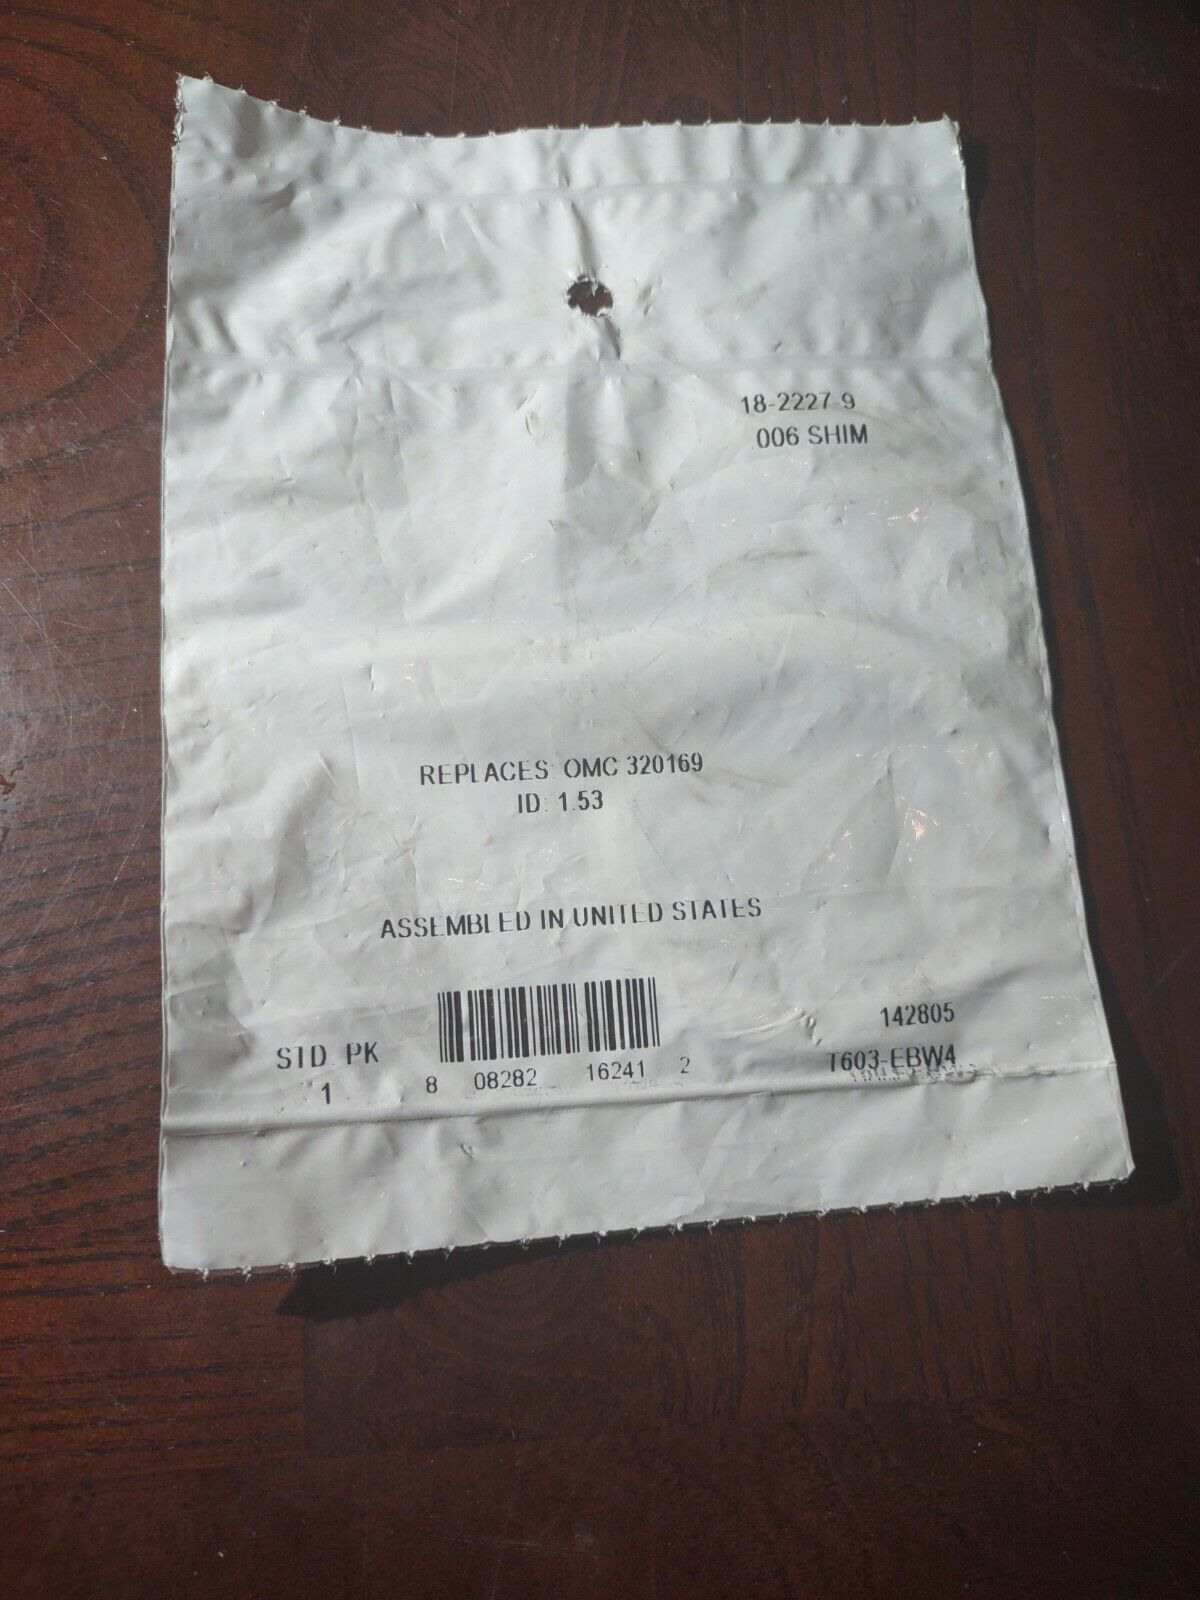 18-2227-9
.006 SHIM
REPLACES: OMC 320169
ID: 1.53
ASSEMBLED IN UNITED STATES
STD. PK
1
8 08282 16241 2
142805
T603-EBW4